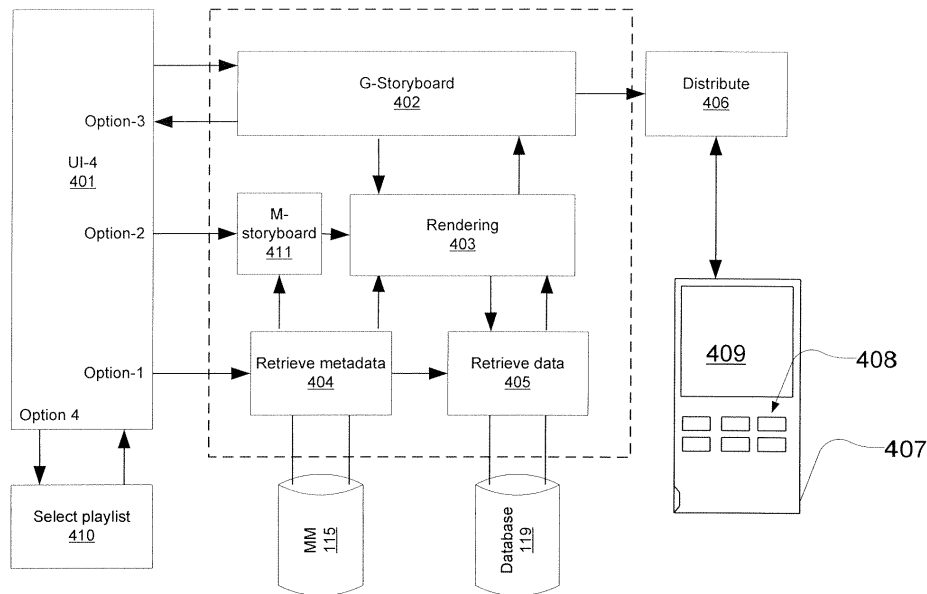 G-Storyboard
402
Distribute
406
Option-3
UI-4
401
M-
storyboard
411
Rendering
403
Option-2
409
408
Retrieve metadata
404
Retrieve data
405
Option-1
Option 4
407
Select playlist
410
MM
115
Database
119